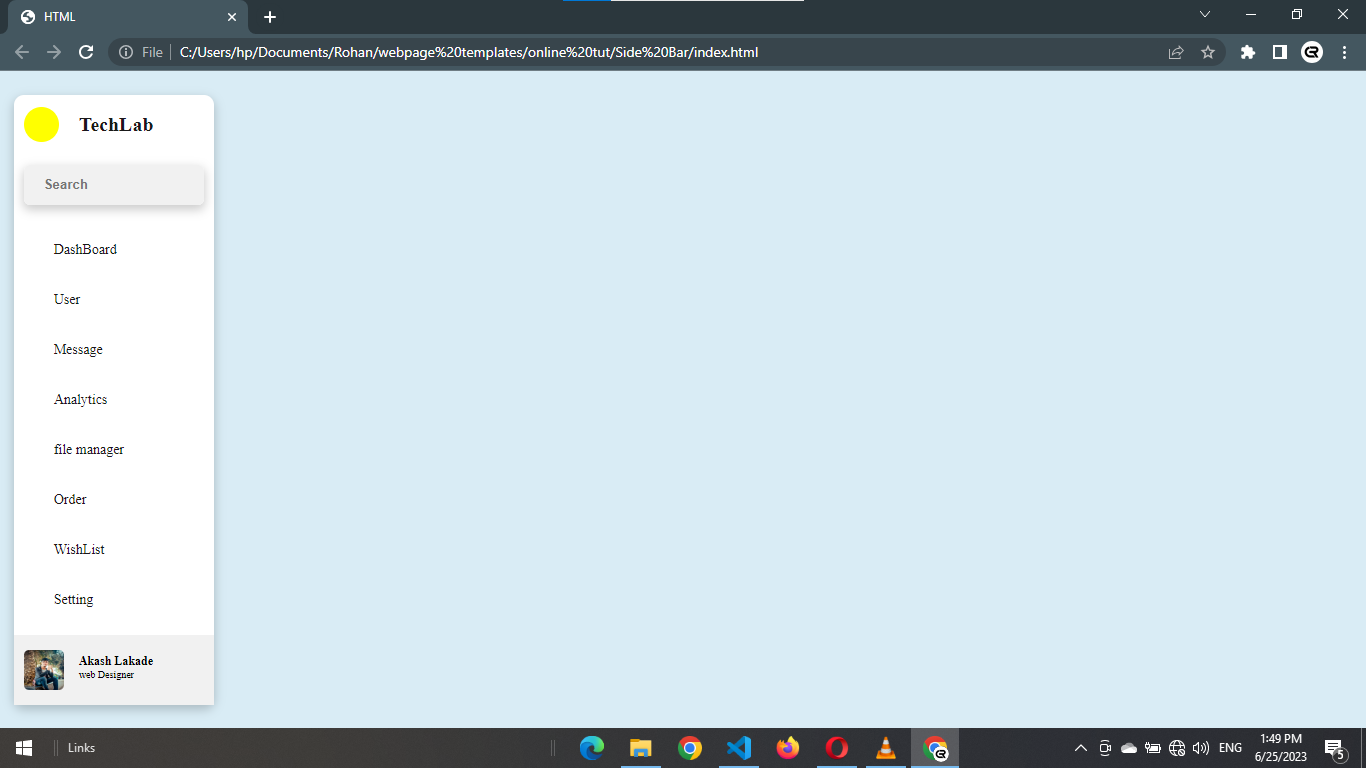 HTML
File
C:/Users/hp/Documents/Rohan/webpage%20templates/online%20tut/Side%20Bar/index.html
TechLab
Search
DashBoard
User
Message
Analytics
file manager
Order
WishList
Setting
Akash Lakade
web Designer
Links
ENG
1:49 PM
6/25/2023
5